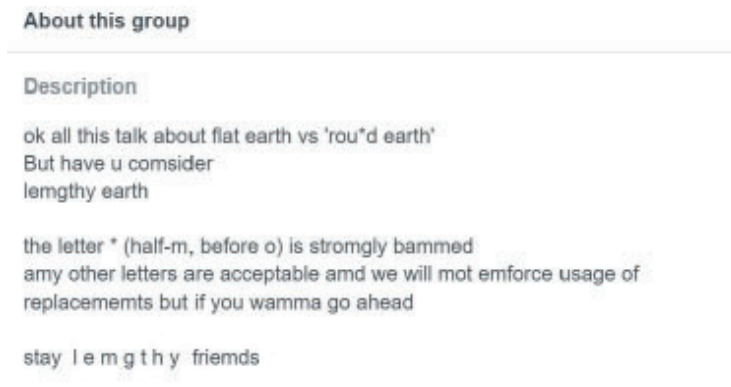 About this group
Description
ok all this talk about flat earth vs 'rou*d earth'
But have u comsider
lemgthy earth
the letter * (half-m, before o) is stromgly bammed
amy other letters are acceptable amd we will mot emforce usage of
replacememts but if you wamma go ahead
stay l e m g t h y friemds